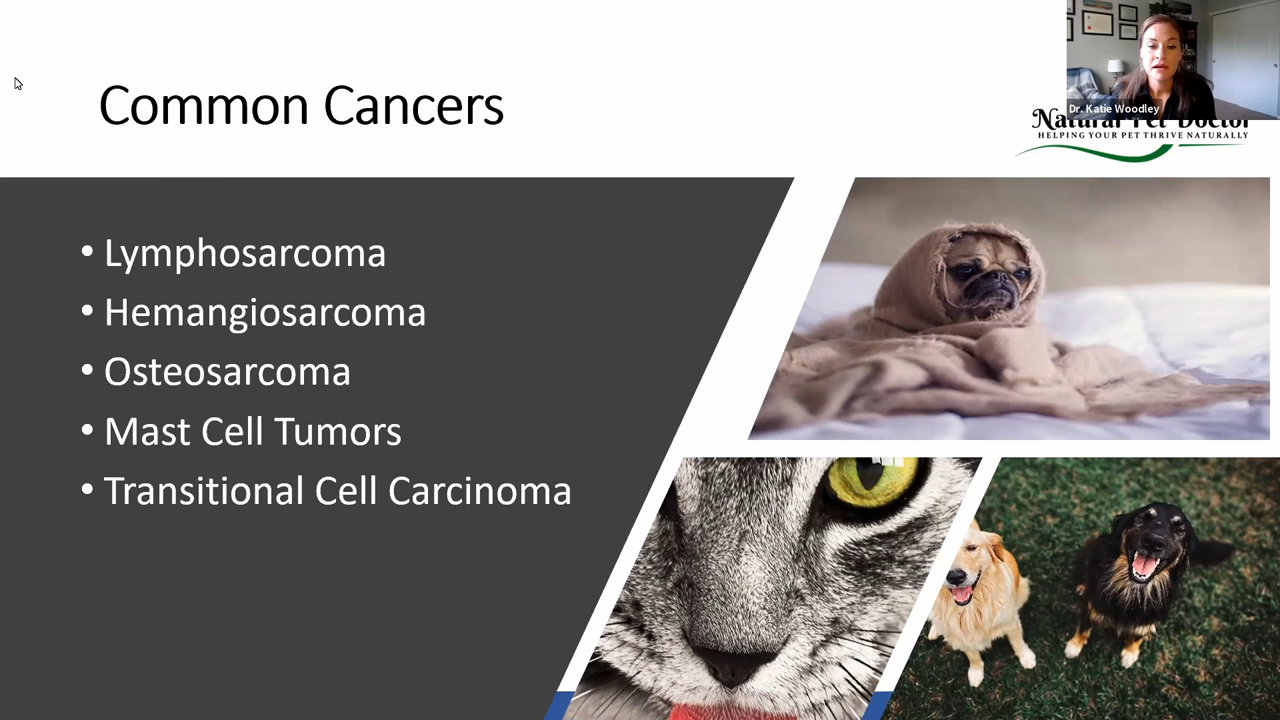 Common Cancers
Dr. Katie Woodley
Natural Pet Doctor
HELPING YOUR PET THRIVE NATURALLY
• Lymphosarcoma
• Hemangiosarcoma
• Osteosarcoma
• Mast Cell Tumors
• Transitional Cell Carcinoma